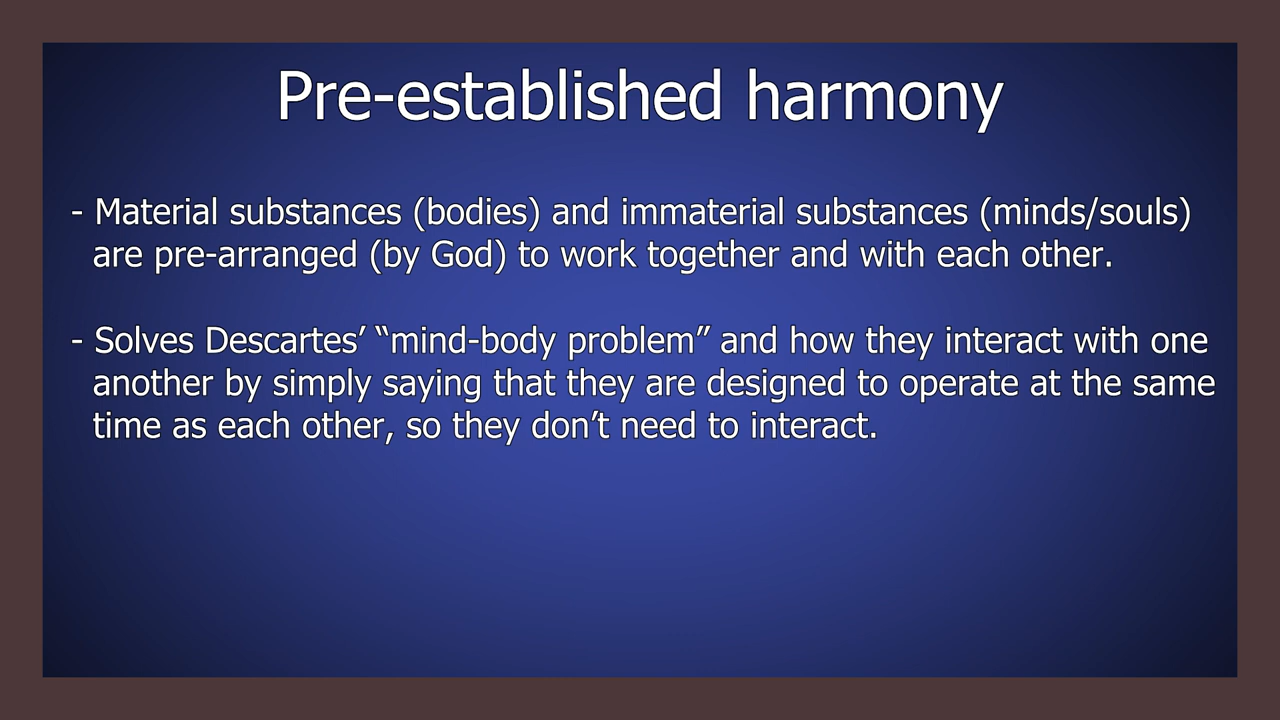 Pre-established harmony
- Material substances (bodies) and immaterial substances (minds/souls)
are pre-arranged (by God) to work together and with each other.
- Solves Descartes’ “mind-body problem” and how they interact with one
another by simply saying that they are designed to operate at the same
time as each other, so they don’t need to interact.